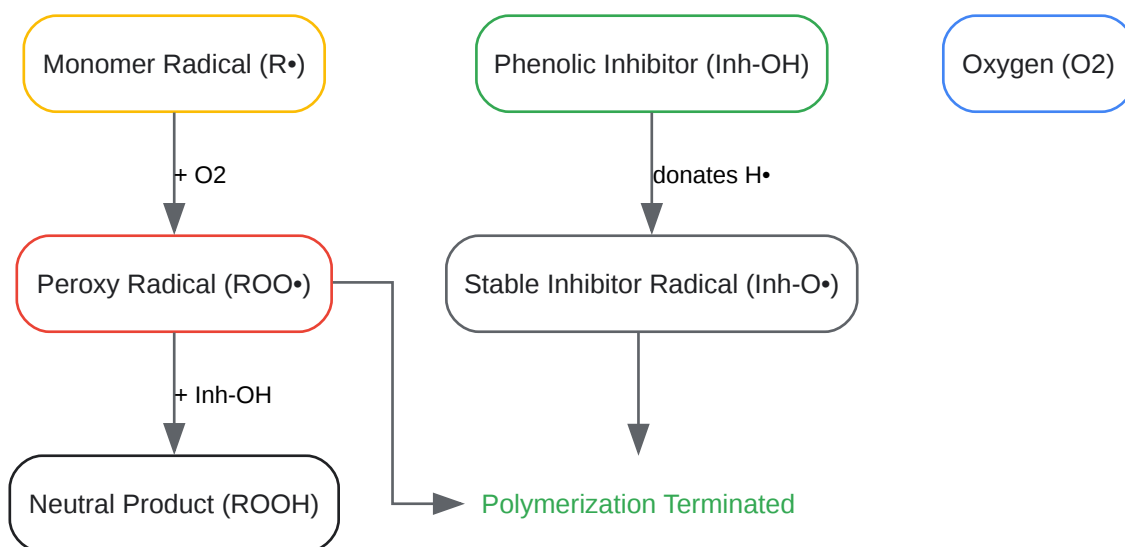 Monomer Radical (R•)
Phenolic Inhibitor (Inh-OH)
Oxygen (O2)
+ O2
donates H•
Peroxy Radical (ROO•)
Stable Inhibitor Radical (Inh-O•)
+ Inh-OH
Neutral Product (ROOH)
Polymerization Terminated